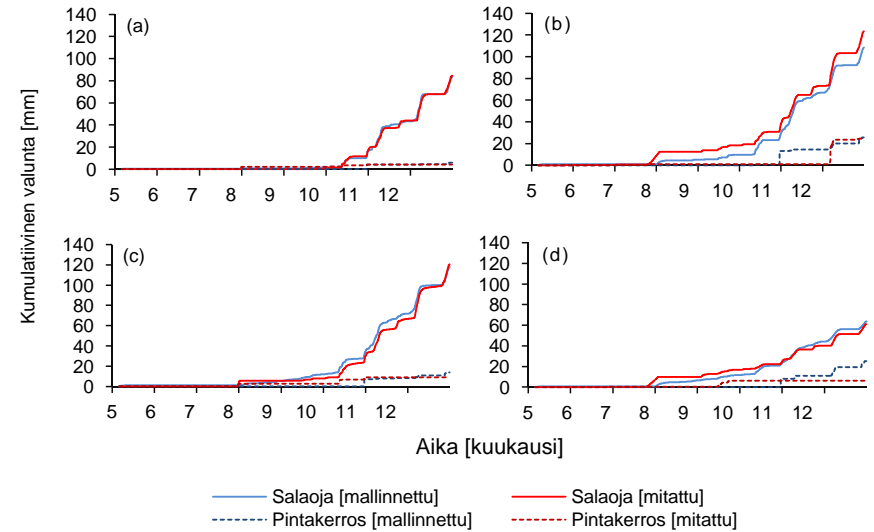 Kumulatiivinen valunta [mm]
(a)
140
120
100
80
60
40
20
0
5 6 7 8 9 10 11 12
(b)
140
120
100
80
60
40
20
0
5 6 7 8 9 10 11 12
(c)
140
120
100
80
60
40
20
0
5 6 7 8 9 10 11 12
(d)
140
120
100
80
60
40
20
0
5 6 7 8 9 10 11 12
Aika [kuukausi]
Salaoja [mallinnettu]
Salaoja [mitattu]
Pintakerros [mallinnettu]
Pintakerros [mitattu]